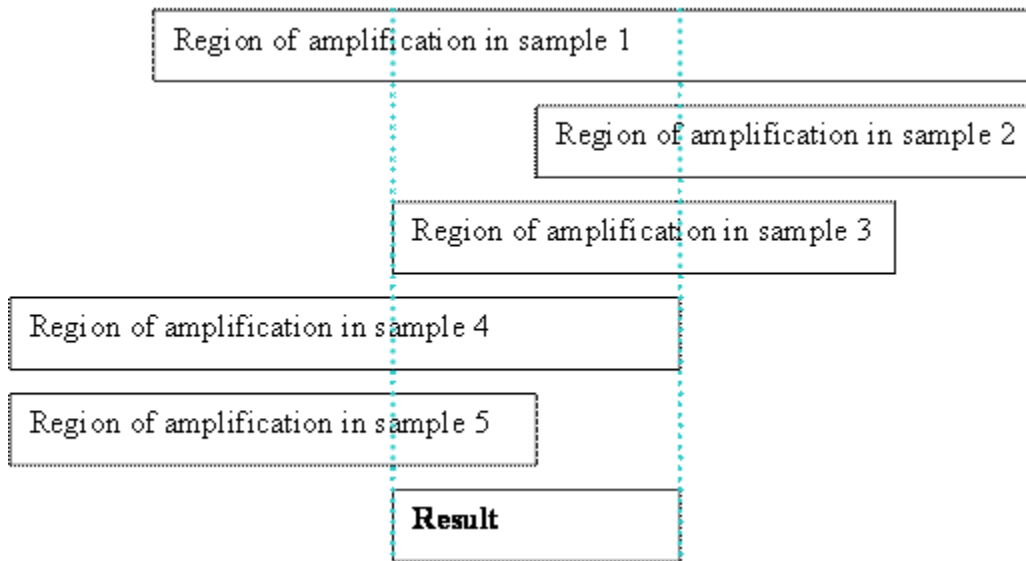 Region of amplification in sample 1
Region of amplification in sample 2
Region of amplification in sample 3
Region of amplification in sample 4
Region of amplification in sample 5
Result